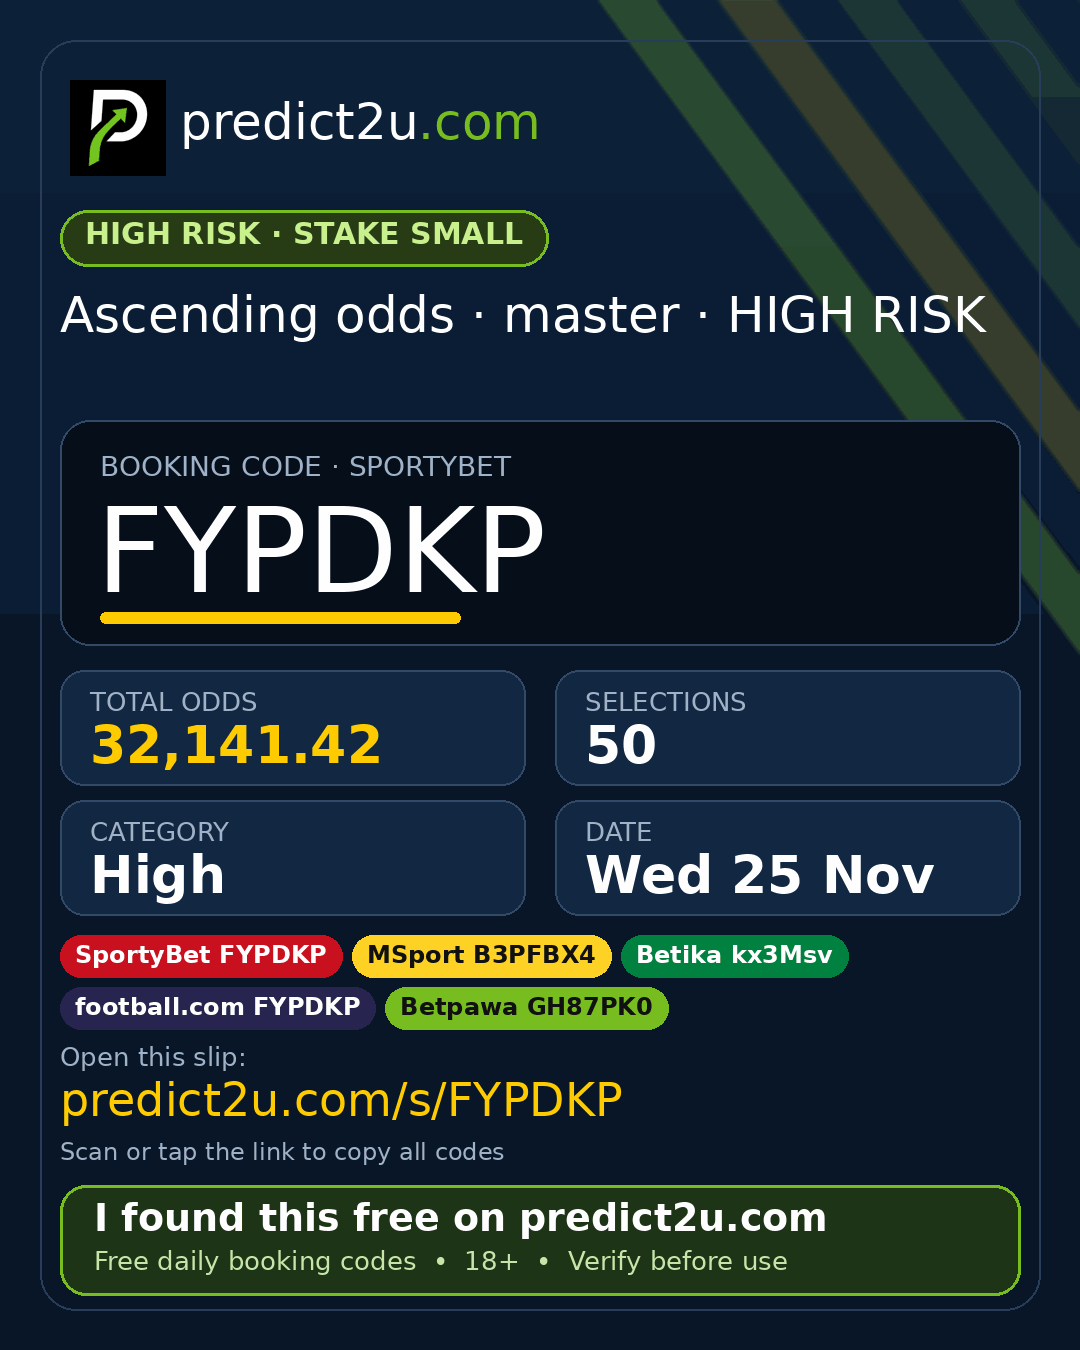 predict2u.com
HIGH RISK · STAKE SMALL
Ascending odds · master · HIGH RISK
BOOKING CODE · SPORTYBET
FYPDKP
TOTAL ODDS
32,141.42
SELECTIONS
50
CATEGORY
High
DATE
Wed 25 Nov
SportyBet FYPDKP
MSport B3PFBX4
Betika kx3Msv
football.com FYPDKP
Betpawa GH87PK0
Open this slip:
predict2u.com/s/FYPDKP
Scan or tap the link to copy all codes
I found this free on predict2u.com
Free daily booking codes • 18+ • Verify before use